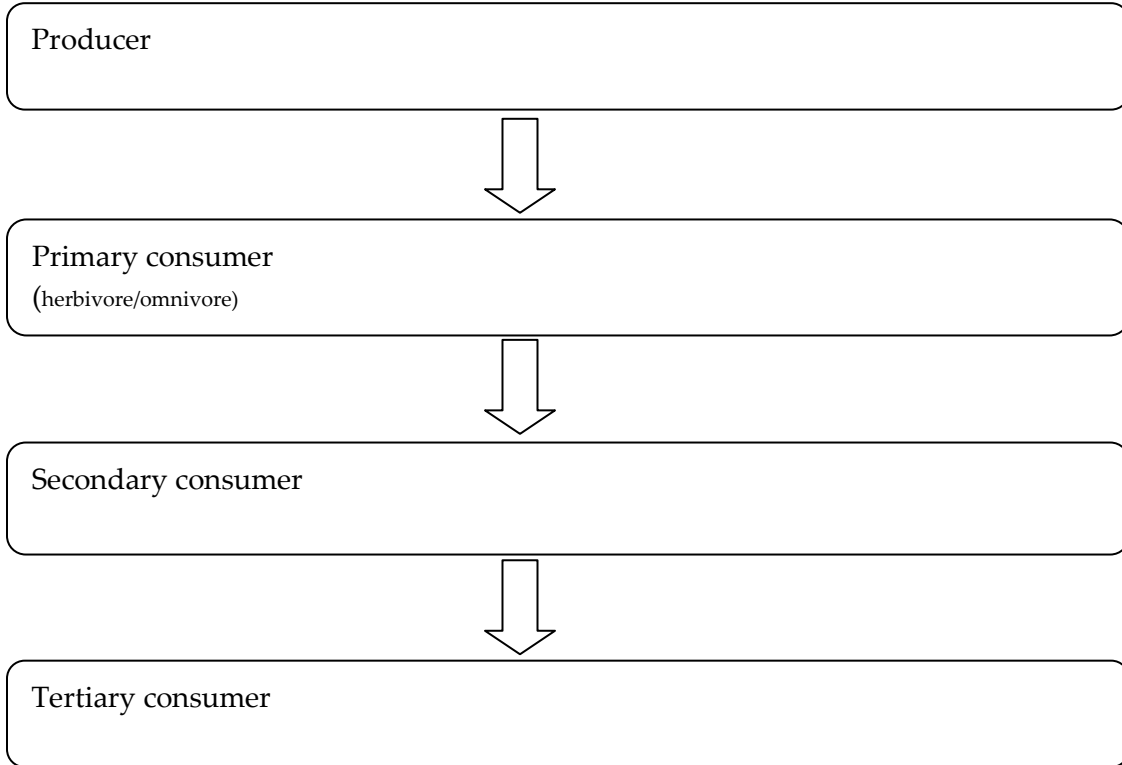 Producer
Primary consumer
(herbivore/omnivore)
Secondary consumer
Tertiary consumer